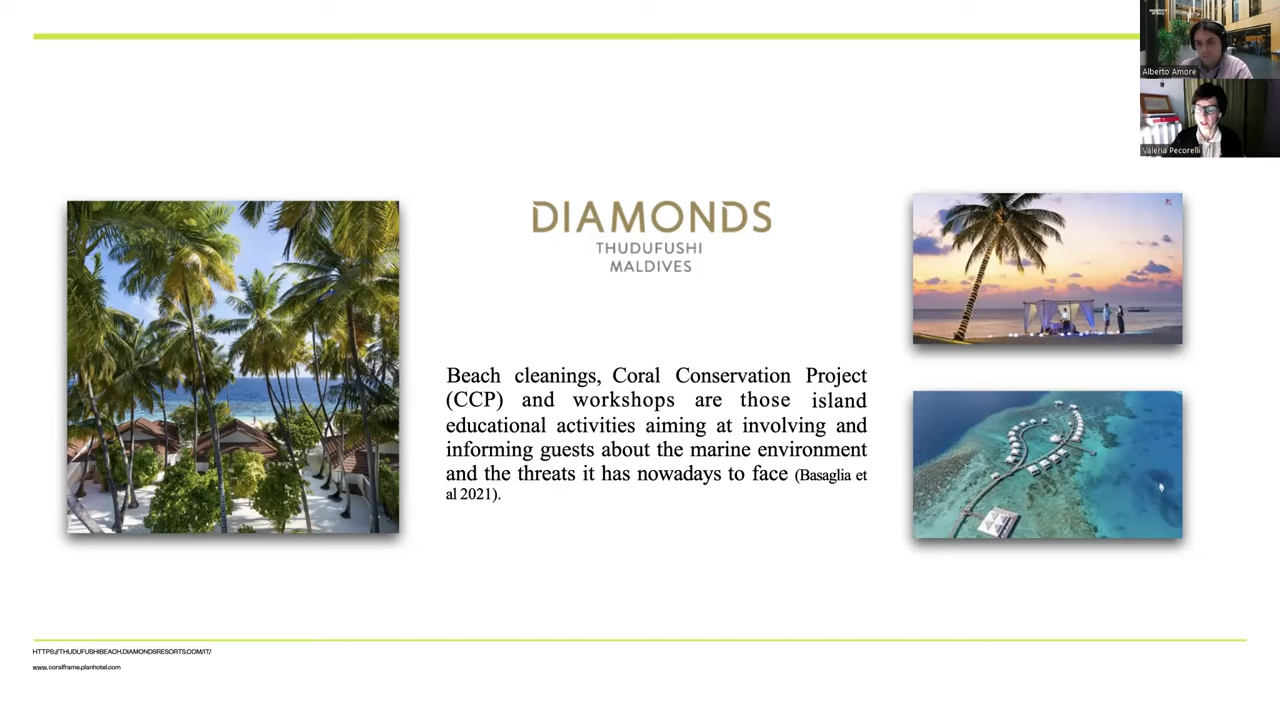 Alberto Amore
Valeria Pecorelli
DIAMONDS
THUDUFUSHI
MALDIVES
Beach cleanings, Coral Conservation Project
(CCP) and workshops are those island
educational activities aiming at involving and
informing guests about the marine environment
and the threats it has nowadays to face (Basaglia et
al 2021).
HTTPS://THUDUFUSHIBEACH.DIAMONDSRESORTS.COM/IT/
www. coralframe.planhotel.com